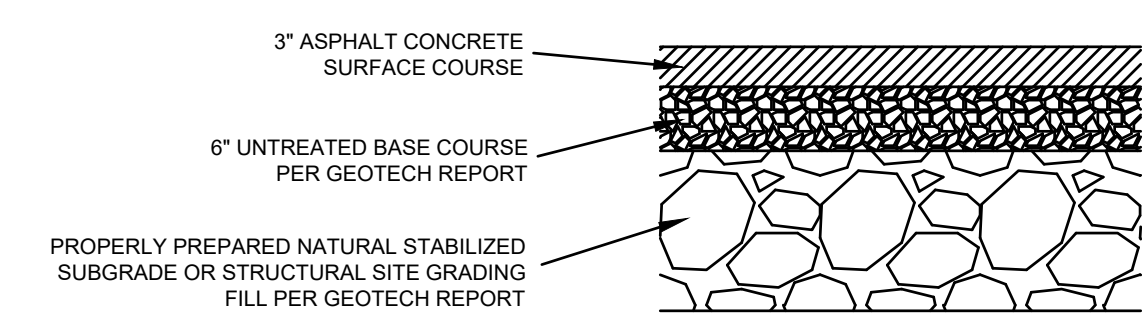 3" ASPHALT CONCRETE
SURFACE COURSE
6" UNTREATED BASE COURSE
PER GEOTECH REPORT
PROPERLY PREPARED NATURAL STABILIZED
SUBGRADE OR STRUCTURAL SITE GRADING
FILL PER GEOTECH REPORT